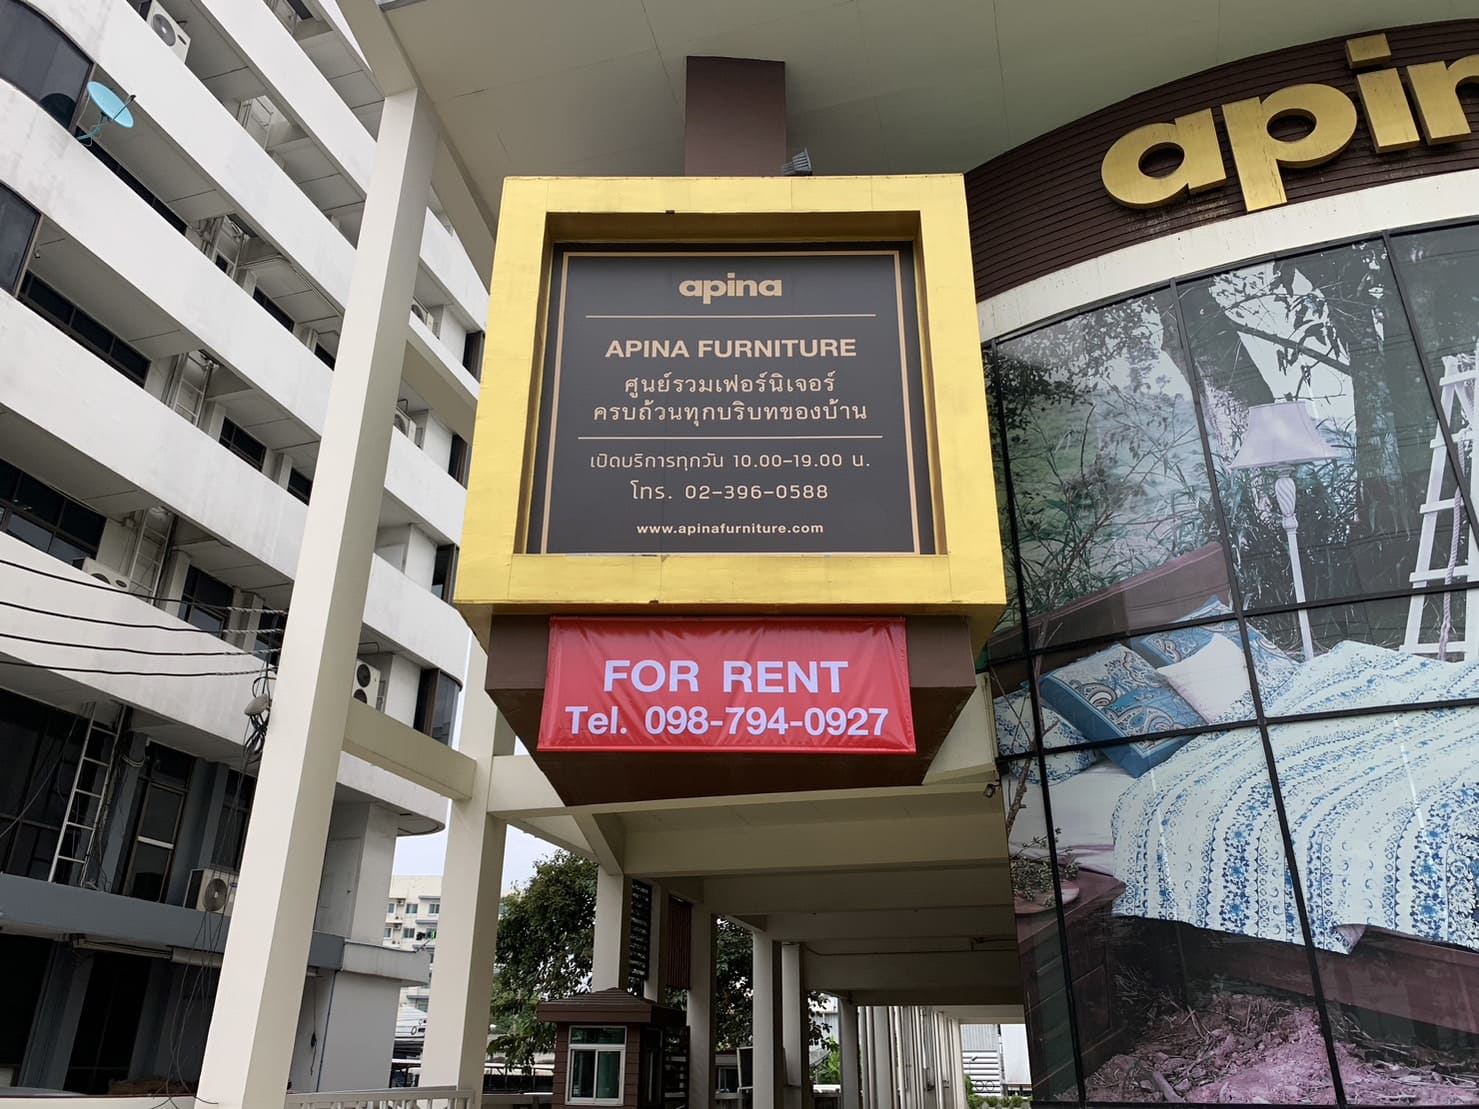 apina
APINA FURNITURE
ศูนย์รวมเฟอร์นิเจอร์
ครบถ้วนทุกบริบทของบ้าน
เปิดบริการทุกวัน 10.00-19.00 น.
โทร. 02-396-0588
www.apinafurniture.com
FOR RENT
Tel. 098-794-0927
apin